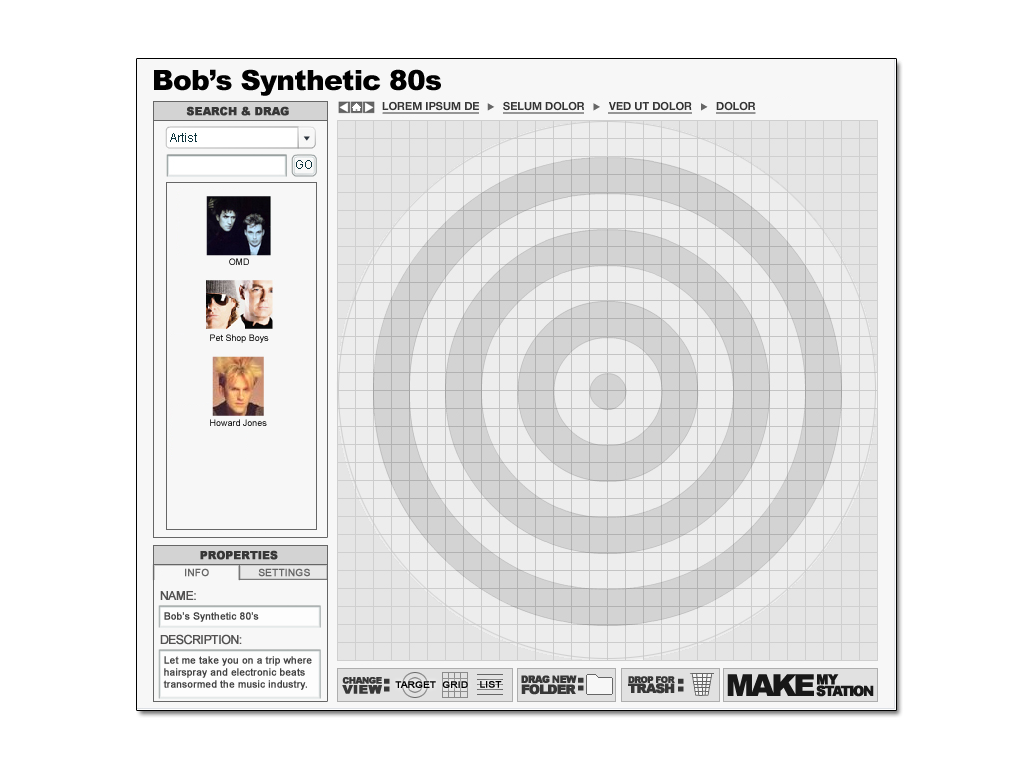 Bob's Synthetic 80s
SEARCH & DRAG
Artist
GO
OMD
Pet Shop Boys
Howard Jones
PROPERTIES
INFO SETTINGS
NAME:
Bob's Synthetic 80's
DESCRIPTION:
Let me take you on a trip where
hairspray and electronic beats
transormed the music industry.
LOREM IPSUM DE SELUM DOLOR VED UT DOLOR DOLOR
CHANGE
VIEW: TARGET GRID LIST
DRAG NEW
FOLDER:
DROP FOR
TRASH:
MAKE MY
STATION